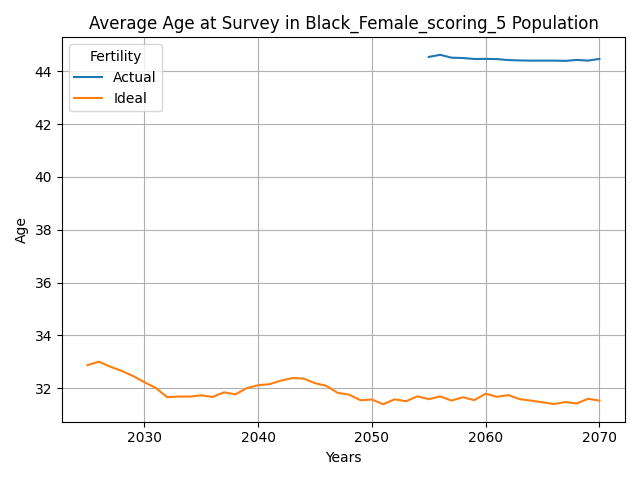 Average Age at Survey in Black_Female_scoring_5 Population
Fertility
Actual
Ideal
Age
44
42
40
38
36
34
32
2030 2040 2050 2060 2070
Years